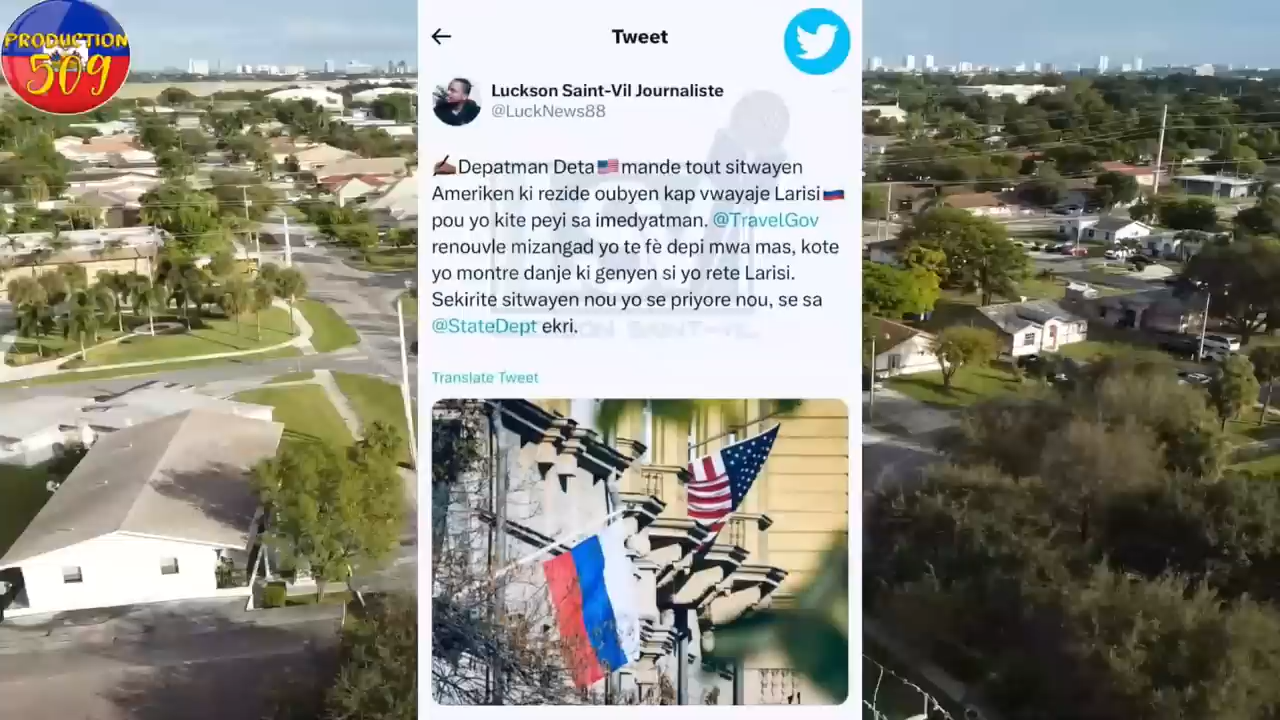 PRODUCTION
509
Tweet
Luckson Saint-Vil Journaliste
@LuckNews88
Depatman Deta mande tout sitwayen
Ameriken ki rezide oubyen kap vwayaje Larisi
pou yo kite peyi sa imedyatman. @TravelGov
renouvle mizangad yo te fè depi mwa mas, kote
yo montre danje ki genyen si yo rete Larisi.
Sekirite sitwayen nou yo se priyore nou, se sa
@StateDept ekri.
Translate Tweet